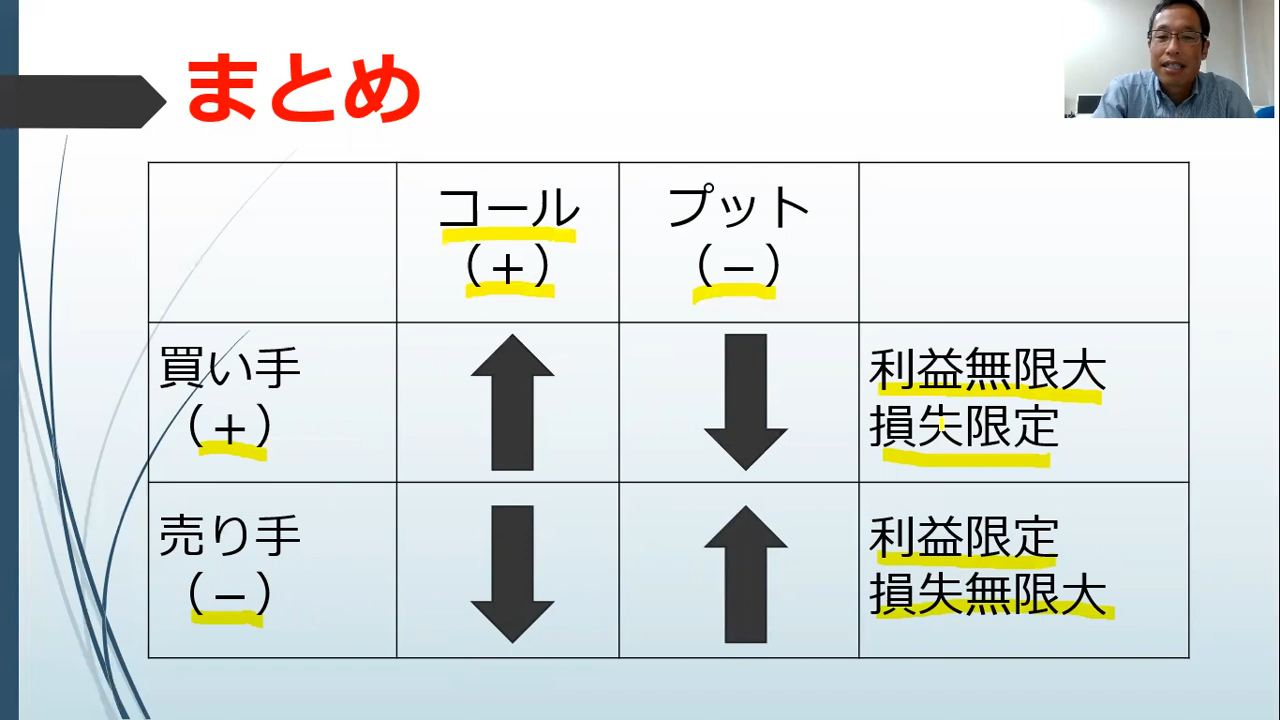 まとめ
コール
（＋）
プット
（－）
買い手
（＋）
利益無限大
損失限定
売り手
（－）
利益限定
損失無限大